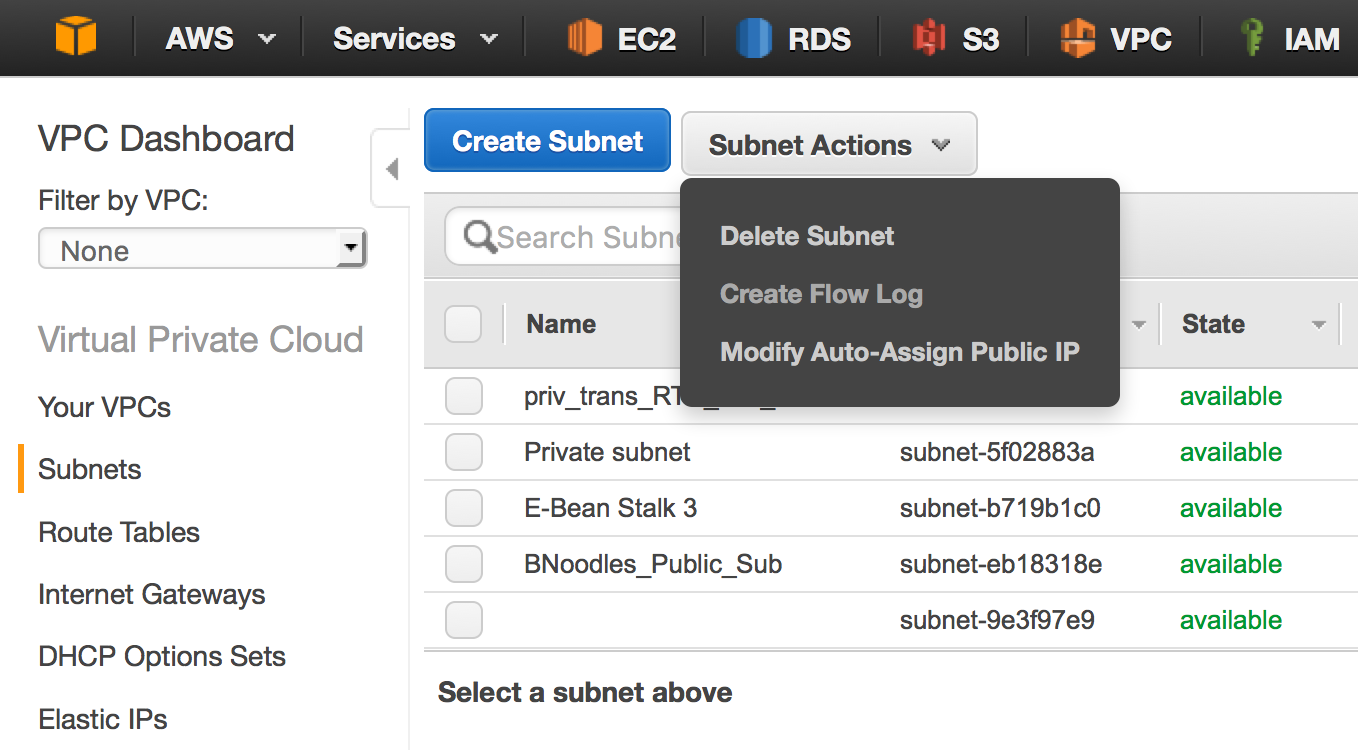 AWS Services EC2 RDS S3 VPC IAM
VPC Dashboard
Filter by VPC:
None
Virtual Private Cloud
Your VPCs
Subnets
Route Tables
Internet Gateways
DHCP Options Sets
Elastic IPs
Create Subnet Subnet Actions
Delete Subnet
Create Flow Log
Modify Auto-Assign Public IP
Search
Name State
available
Private subnet subnet-5f02883a available
E-Bean Stalk 3 subnet-b719b1c0 available
BNoodles_Public_Sub subnet-eb18318e available
subnet-9e3f97e9 available
Select a subnet above